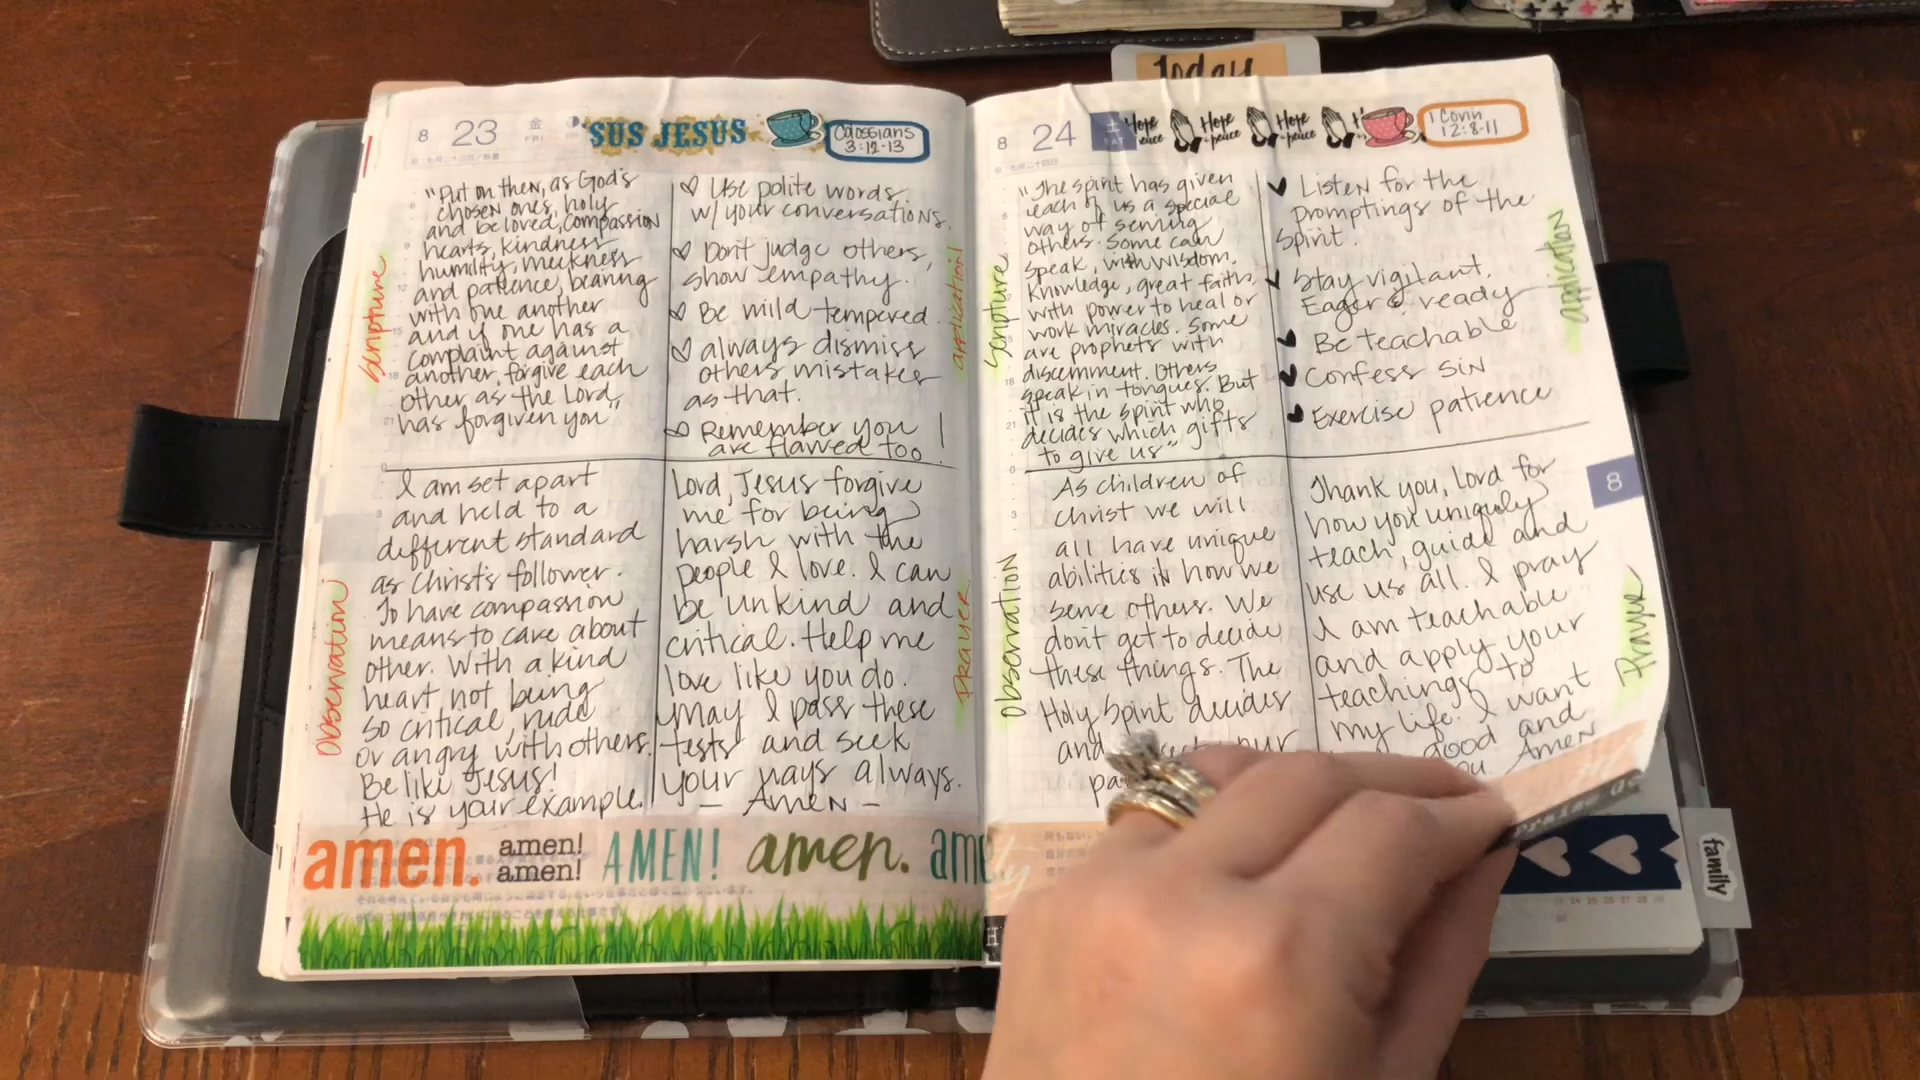 Today
8 23 金
FRI
SUS JESUS
Colossians
3:12-13
"Put on then, as God's
chosen ones, holy
and beloved, compassion
hearts, kindness
humility, meekness
and patience, bearing
with one another
and if one has a
complaint against
another, forgive each
other as the Lord
has forgiven you"
scripture
♡ Use polite words
w/ your conversations.
♡ Don't judge others,
show empathy.
♡ Be mild tempered.
♡ always dismiss
others mistakes
as that.
♡ Remember you
are flawed too!
application
I am set apart
and held to a
different standard
as Christ's follower.
To have compassion
means to care about
other. With a kind
heart not being
so critical, rude
or angry with others.
Be like Jesus!
He is your example.
Observation
Lord, Jesus forgive
me for being
harsh with the
people I love. I can
be unkind and
critical. Help me
love like you do.
May I pass these
tests and seek
your ways always.
- Amen -
Prayer
amen. amen! AMEN! amen. ame
amen!
8 24 土
SAT
Hope Hope Hope
peace + peace + peace
1 Corin
12:8-11
"The spirit has given
each of us a special
way of serving
others. Some can
speak, with wisdom,
knowledge, great faith,
with power to heal or
work miracles. Some
are prophets with
discernment. Others
speak in tongues. But
it is the spirit who
decides which gifts
to give us"
Scripture
Listen for the
promptings of the
spirit.
Stay vigilant.
Eager & ready
Be teachable
Confess sin
Exercise patience
application
As children of
christ we will
all have unique
abilities in how we
serve others. We
don't get to decide
these things. The
Holy Spirit decides
and our
pa
Observation
Thank you, Lord for
how you uniquely
teach, guide and
use us all. I pray
I am teachable
and apply your
teachings to
my life. I want
good and
Amen
Prayer
8
family